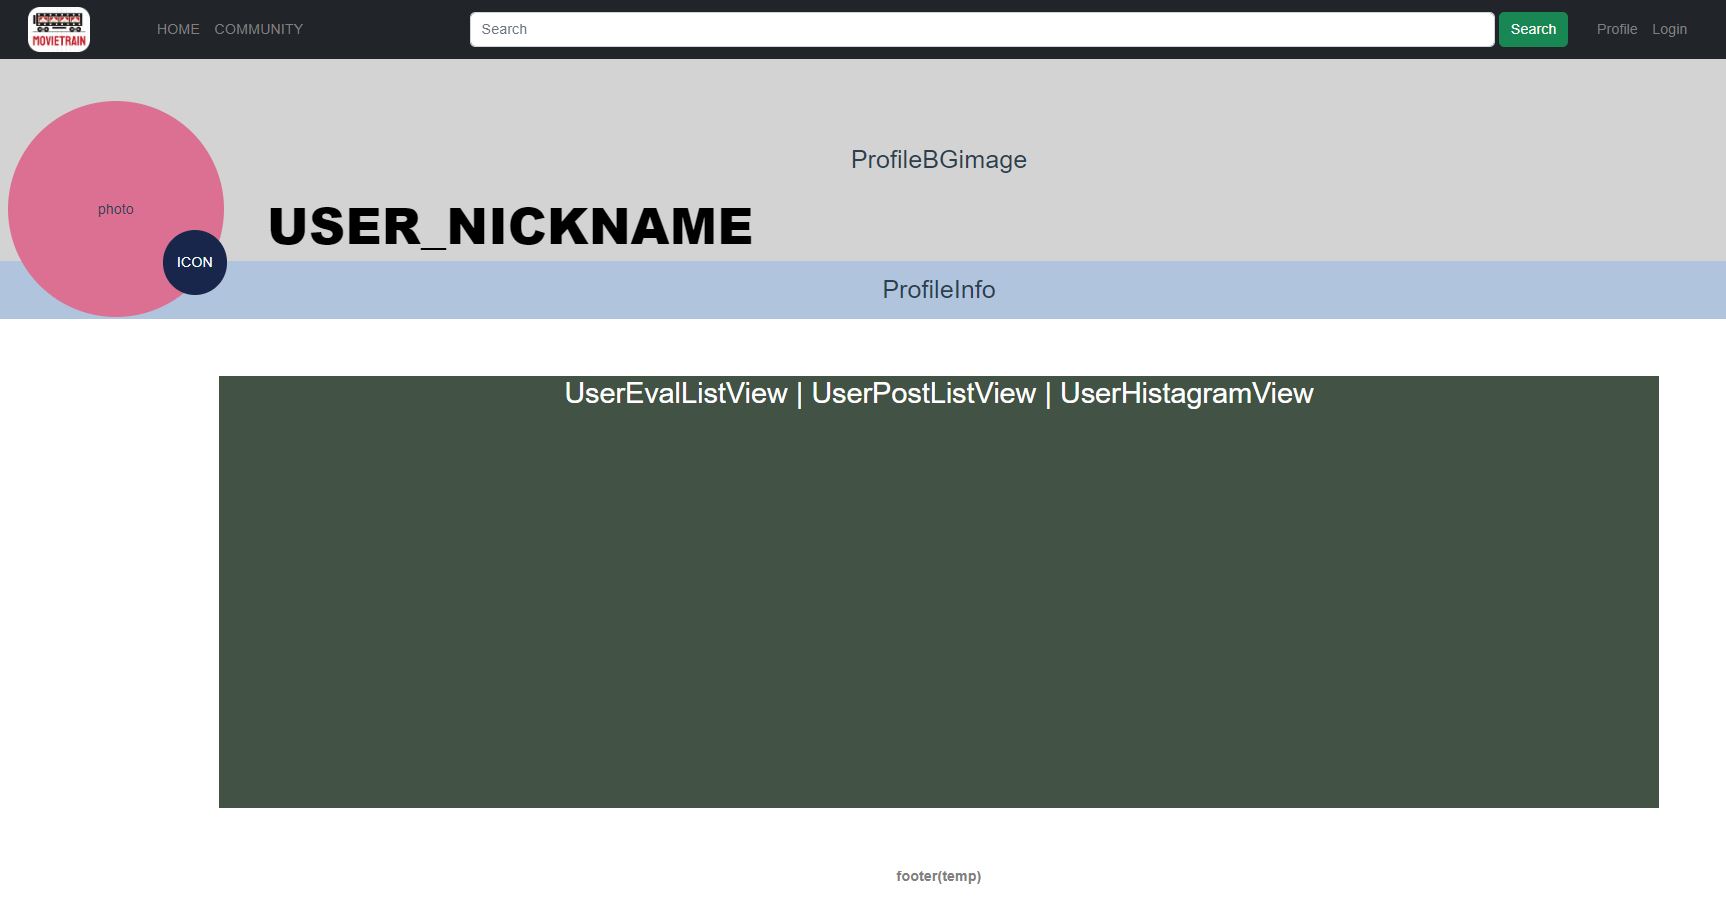 MOVIETRAIN
HOME COMMUNITY Search Search Profile Login
ProfileBGimage
photo
USER_NICKNAME
ICON
ProfileInfo
UserEvalListView | UserPostListView | UserHistagramView
footer(temp)